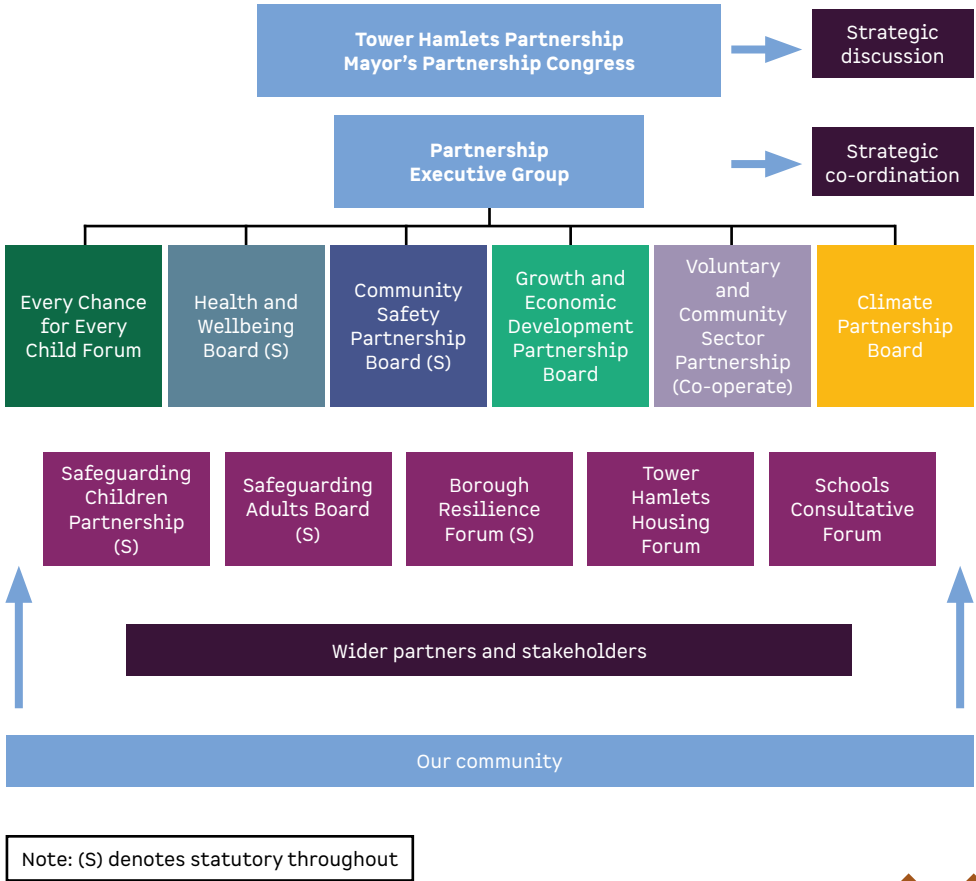 Tower Hamlets Partnership
Mayor’s Partnership Congress
Strategic
discussion
Partnership
Executive Group
Strategic
co-ordination
Every Chance
for Every
Child Forum
Health and
Wellbeing
Board (S)
Community
Safety
Partnership
Board (S)
Growth and
Economic
Development
Partnership
Board
Voluntary
and
Community
Sector
Partnership
(Co-operate)
Climate
Partnership
Board
Safeguarding
Children
Partnership
(S)
Safeguarding
Adults Board
(S)
Borough
Resilience
Forum (S)
Tower
Hamlets
Housing
Forum
Schools
Consultative
Forum
Wider partners and stakeholders
Our community
Note: (S) denotes statutory throughout